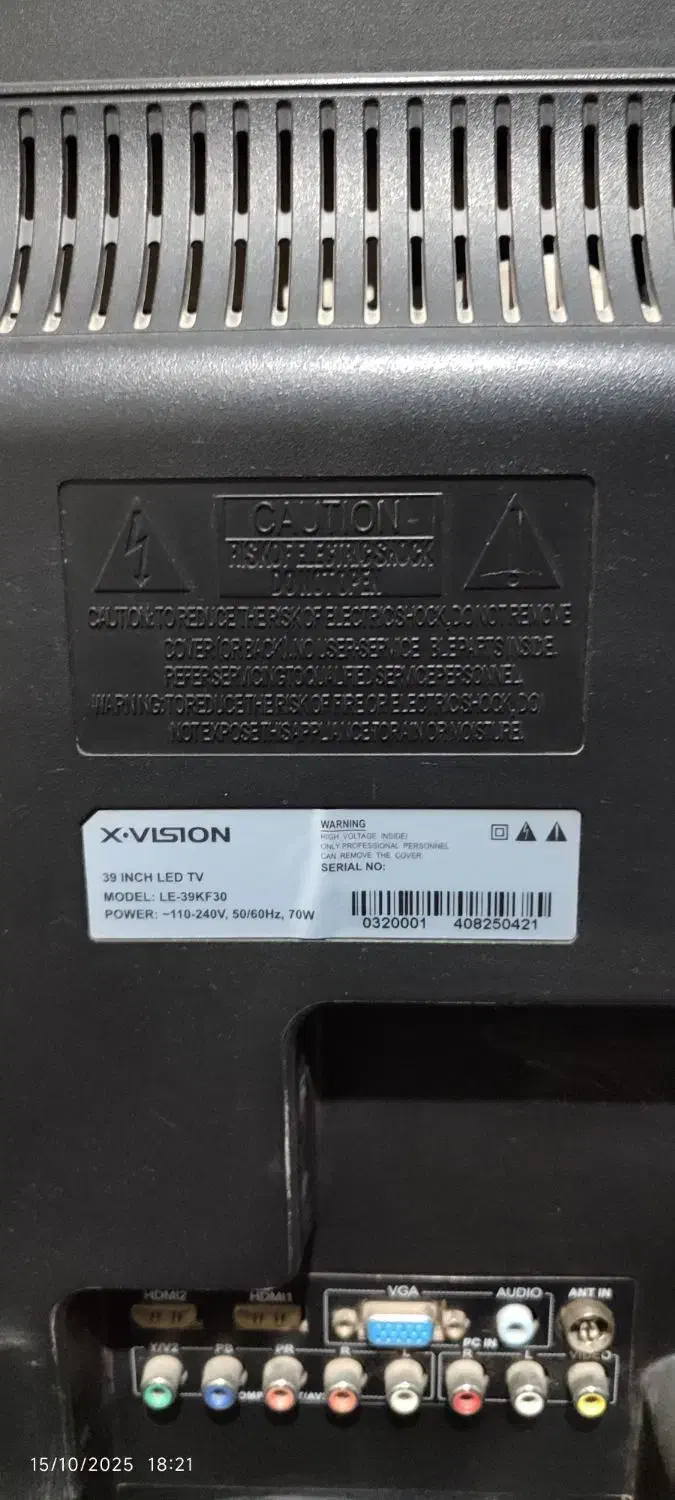 CAUTION
RISK OF ELECTRIC SHOCK
DO NOT OPEN
CAUTION: TO REDUCE THE RISK OF ELECTRIC SHOCK, DO NOT REMOVE
COVER (OR BACK). NO USER-SERVICE BLE PARTS INSIDE.
REFER SERVICING TO QUALIFIED SERVICE PERSONNEL.
WARNING: TO REDUCE THE RISK OF FIRE OR ELECTRIC SHOCK, DO
NOT EXPOSE THIS APPLIANCE TO RAIN OR MOISTURE.
X·VISION
39 INCH LED TV
MODEL: LE-39KF30
POWER: ~110-240V, 50/60Hz, 70W
WARNING
HIGH VOLTAGE INSIDE!
ONLY PROFESSIONAL PERSONNEL
CAN REMOVE THE COVER
SERIAL NO:
0320001 408250421
HDMI2 HDMI1 VGA AUDIO ANT IN
PC IN
Y/V2 PB PR R L R L VIDEO
15/10/2025 18:21